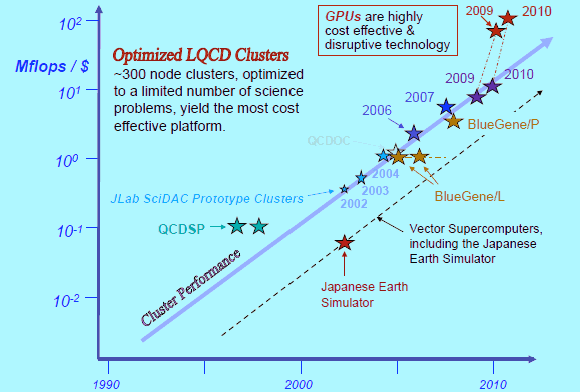 10²
Mflops / $
10¹
10⁰
10⁻¹
10⁻²
1990
2000
2010
Optimized LQCD Clusters
~300 node clusters, optimized
to a limited number of science
problems, yield the most cost
effective platform.
GPUs are highly
cost effective &
disruptive technology
2009
2010
2009
2010
2007
2006
BlueGene/P
QCDOC
2004
2003
2002
BlueGene/L
JLab SciDAC Prototype Clusters
QCDSP
Vector Supercomputers,
including the Japanese
Earth Simulator
Japanese Earth
Simulator
Cluster Performance